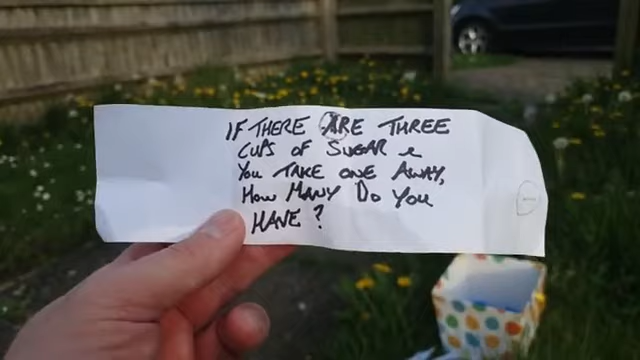 IF THERE ARE THREE
CUPS OF SUGAR &
YOU TAKE ONE AWAY,
HOW MANY DO YOU
HAVE?